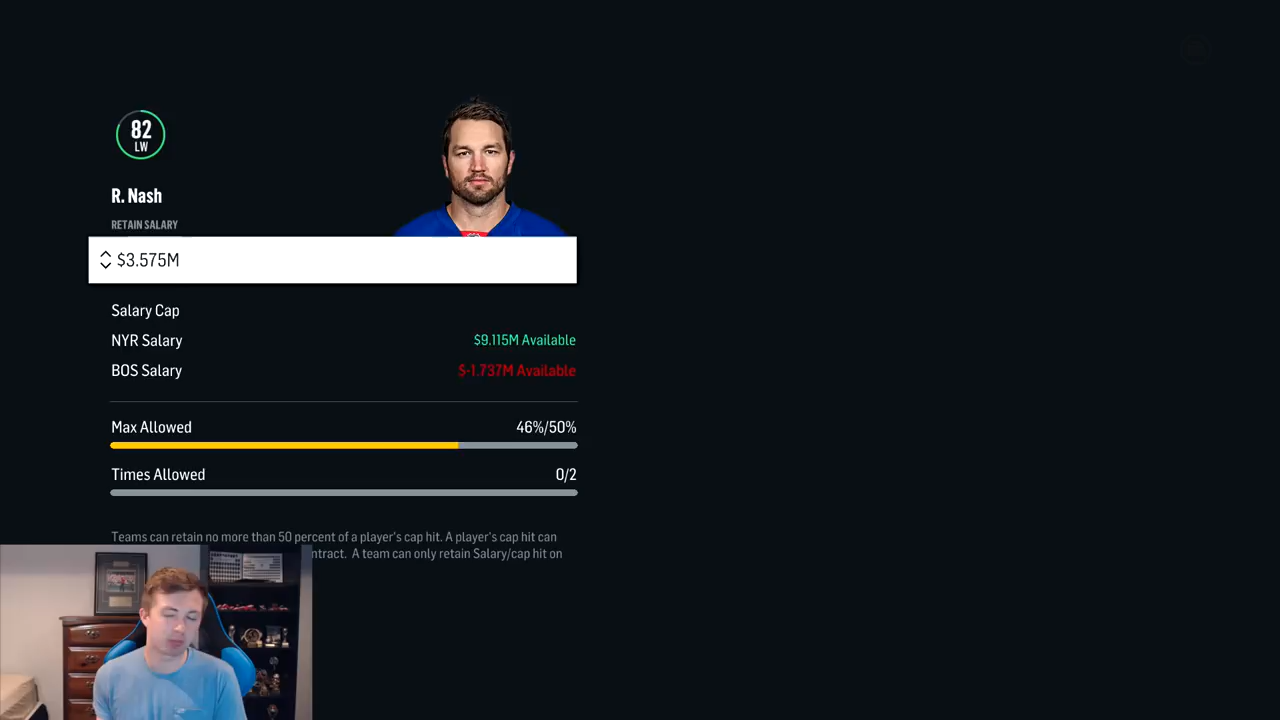 82
LW
R. Nash
RETAIN SALARY
$3.575M
Salary Cap
NYR Salary $9.115M Available
BOS Salary $-1.737M Available
Max Allowed 46%/50%
Times Allowed 0/2
Teams can retain no more than 50 percent of a player's cap hit. A player's cap hit can
ntract. A team can only retain Salary/cap hit on